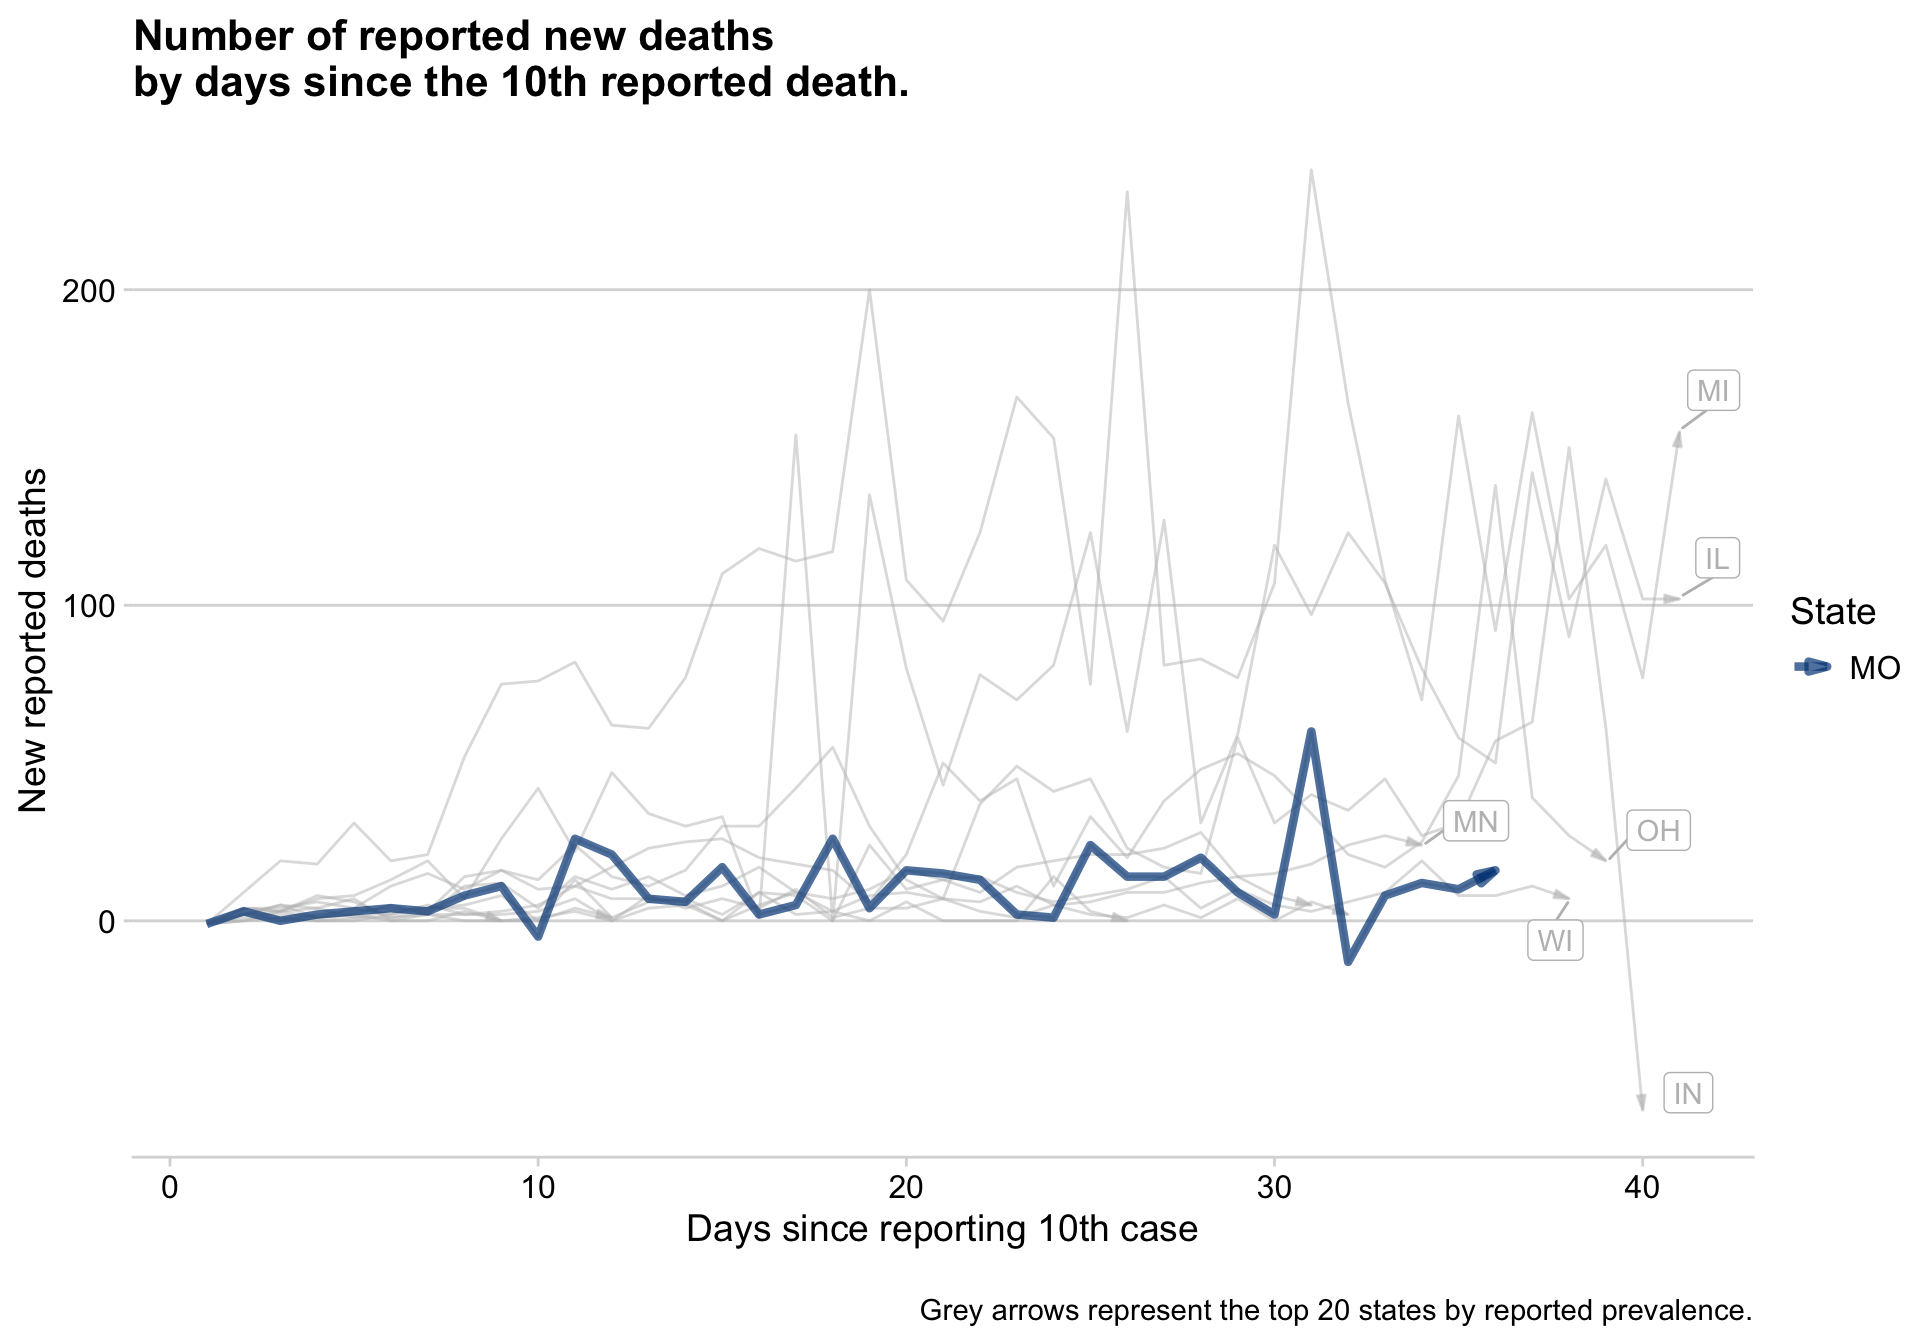 Number of reported new deaths
by days since the 10th reported death.
New reported deaths
200
100
0
MI
IL
MN
OH
WI
IN
State
MO
0 10 20 30 40
Days since reporting 10th case
Grey arrows represent the top 20 states by reported prevalence.